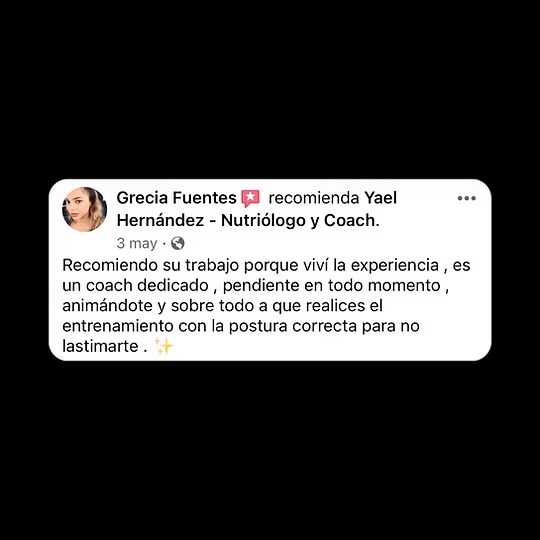 Grecia Fuentes recomienda Yael
Hernández - Nutriólogo y Coach.
3 may ·
Recomiendo su trabajo porque viví la experiencia , es
un coach dedicado , pendiente en todo momento ,
animándote y sobre todo a que realices el
entrenamiento con la postura correcta para no
lastimarte . ✨